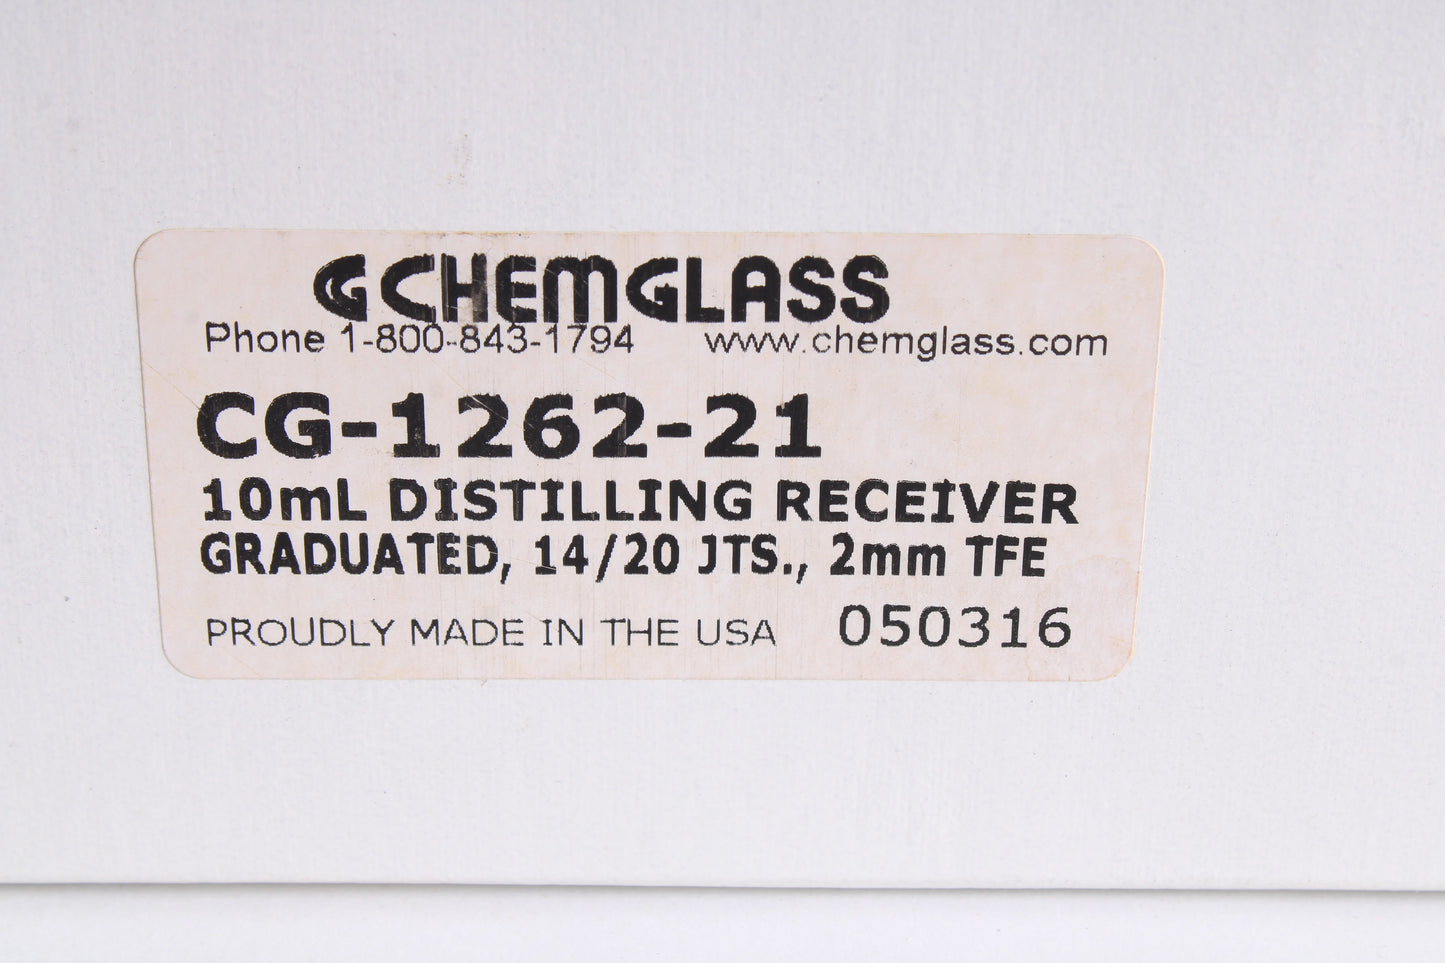 CG CHEMGLASS
Phone 1-800-843-1794 www.chemglass.com
CG-1262-21
10mL DISTILLING RECEIVER
GRADUATED, 14/20 JTS., 2mm TFE
PROUDLY MADE IN THE USA 050316